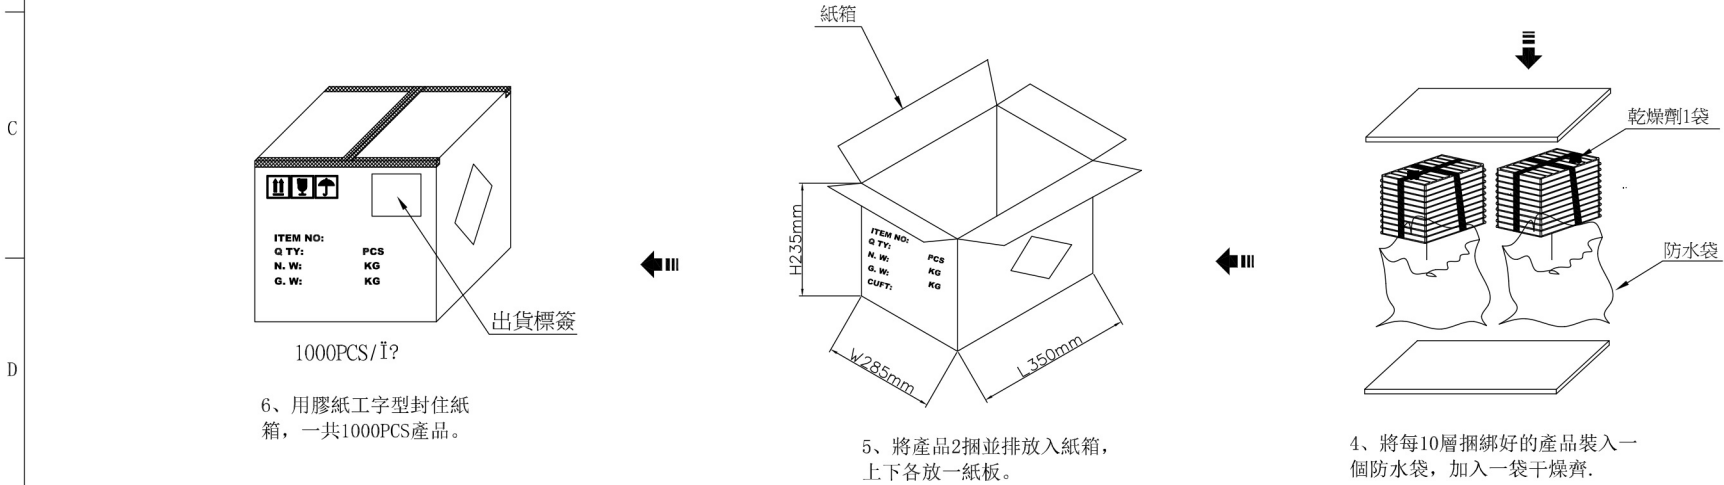 紙箱
C
乾燥劑1袋
ITEM NO:
Q TY: PCS
N. W: KG
G. W: KG
出貨標簽
1000PCS/Ï?
6、用膠紙工字型封住紙
箱，一共1000PCS產品。
H235mm
ITEM NO:
Q TY: PCS
N. W: KG
G. W: KG
CUFT:
W285mm
L350mm
5、將產品2捆並排放入紙箱，
上下各放一紙板。
防水袋
D
4、將每10層捆綁好的產品裝入一
個防水袋，加入一袋干燥齊.